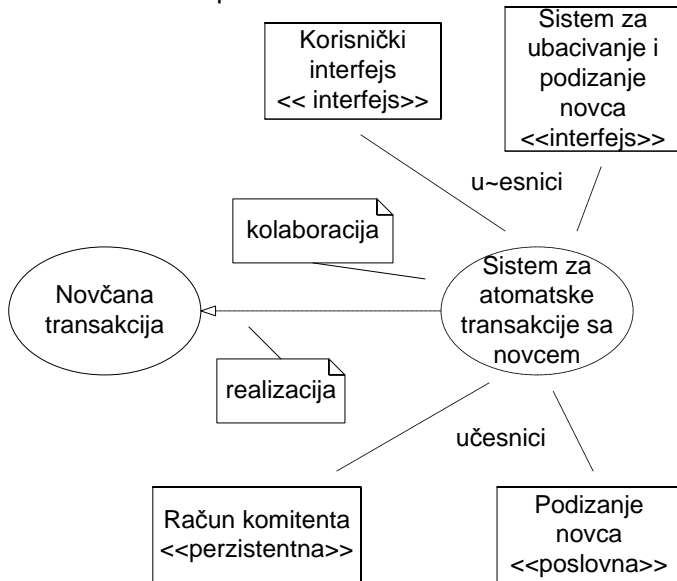 Korisnički
interfejs
<< interfejs>>
Sistem za
ubacivanje i
podizanje
novca
<<interfejs>>
u~esnici
kolaboracija
Novčana
transakcija
Sistem za
atomatske
transakcije sa
novcem
realizacija
učesnici
Račun komitenta
<<perzistentna>>
Podizanje
novca
<<poslovna>>